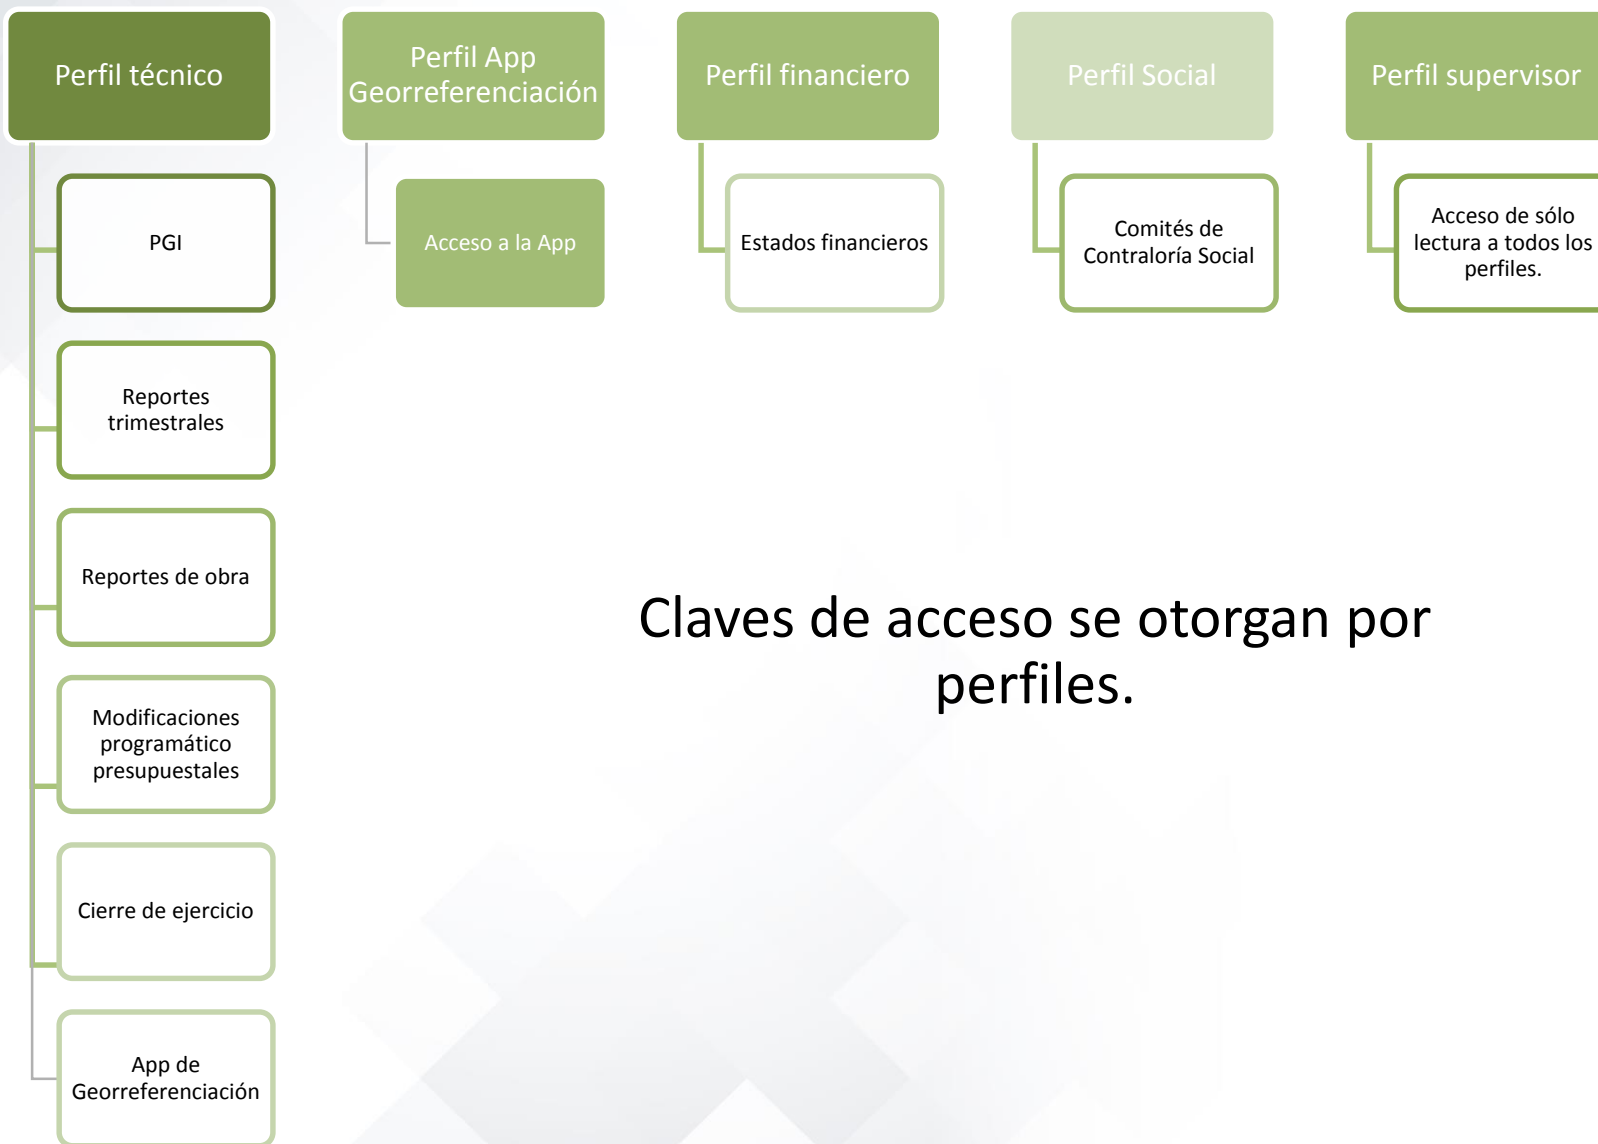 Perfil técnico
PGI
Reportes
trimestrales
Reportes de obra
Modificaciones
programático
presupuestales
Cierre de ejercicio
App de
Georreferenciación
Perfil App
Georreferenciación
Acceso a la App
Perfil financiero
Estados financieros
Perfil Social
Comités de
Contraloría Social
Perfil supervisor
Acceso de sólo
lectura a todos los
perfiles.
Claves de acceso se otorgan por
perfiles.